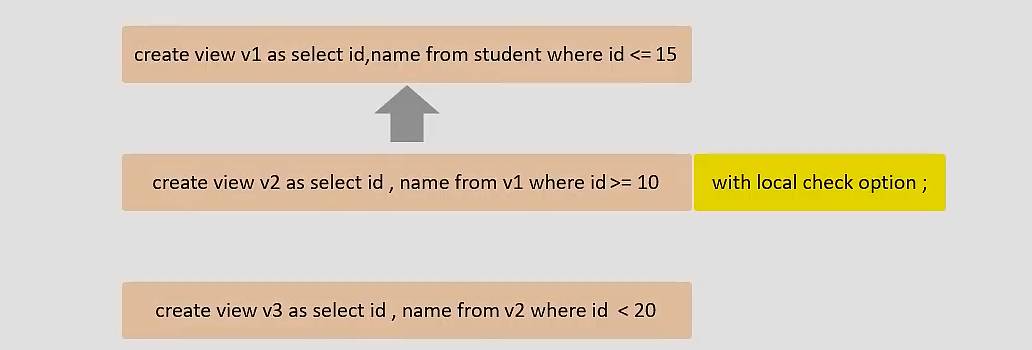 create view v1 as select id,name from student where id <= 15
create view v2 as select id , name from v1 where id >= 10 with local check option ;
create view v3 as select id , name from v2 where id < 20